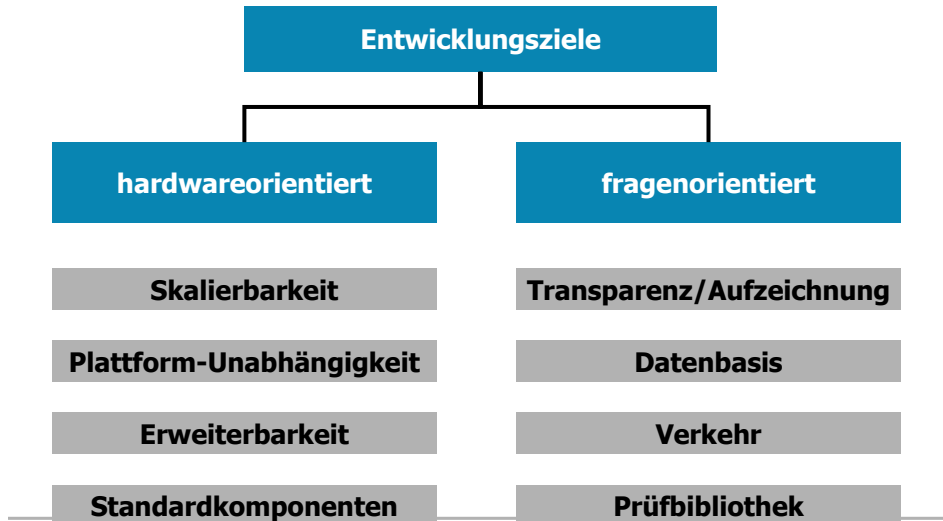 Entwicklungsziele
hardwareorientiert
fragenorientiert
Skalierbarkeit
Transparenz/Aufzeichnung
Plattform-Unabhängigkeit
Datenbasis
Erweiterbarkeit
Verkehr
Standardkomponenten
Prüfbibliothek